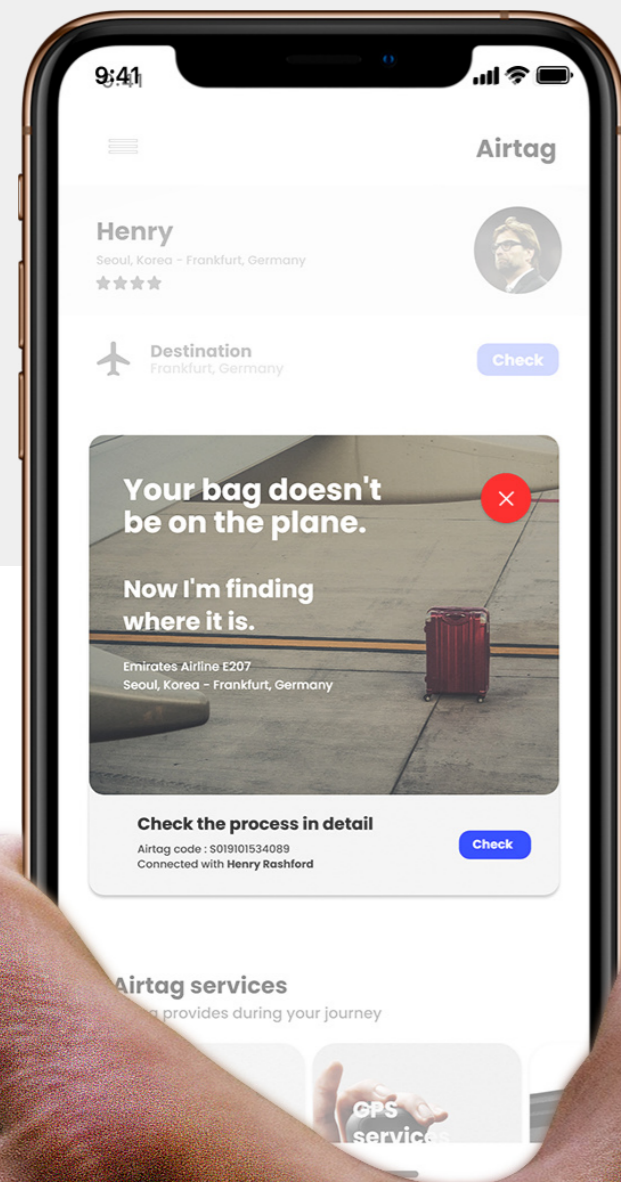 9:41
Airtag
Henry
Seoul, Korea - Frankfurt, Germany
Destination
Frankfurt, Germany
Check
Your bag doesn't
be on the plane.
Now I'm finding
where it is.
Emirates Airline E207
Seoul, Korea - Frankfurt, Germany
Check the process in detail
Airtag code : S019101534089
Connected with Henry Rashford
Check
Airtag services
provides during your journey
GPS
services